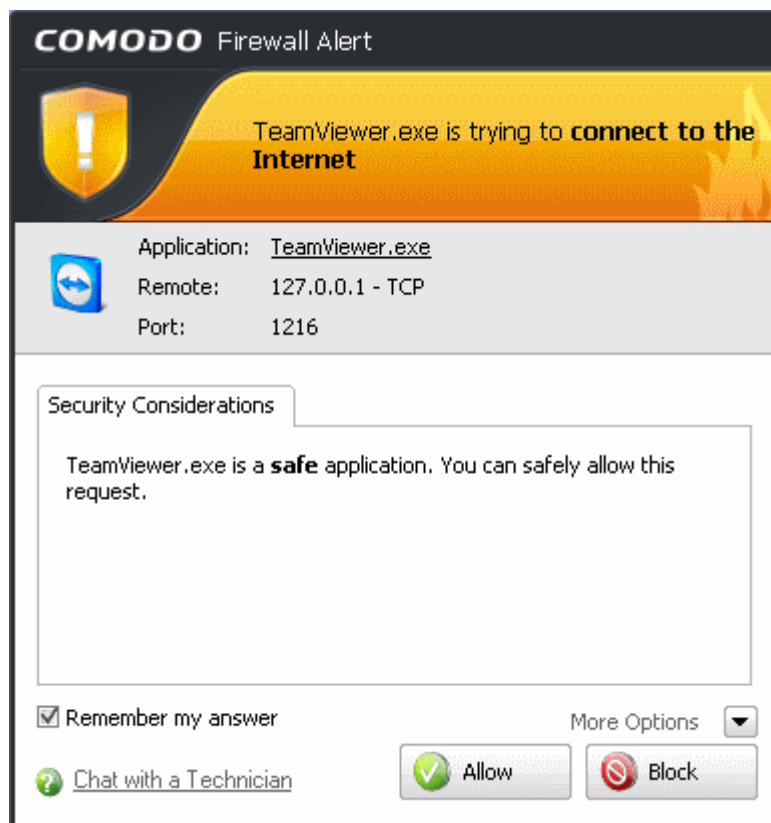 COMODO Firewall Alert
TeamViewer.exe is trying to connect to the
Internet
Application: TeamViewer.exe
Remote: 127.0.0.1 - TCP
Port: 1216
Security Considerations
TeamViewer.exe is a safe application. You can safely allow this
request.
Remember my answer
More Options
Chat with a Technician
Allow
Block